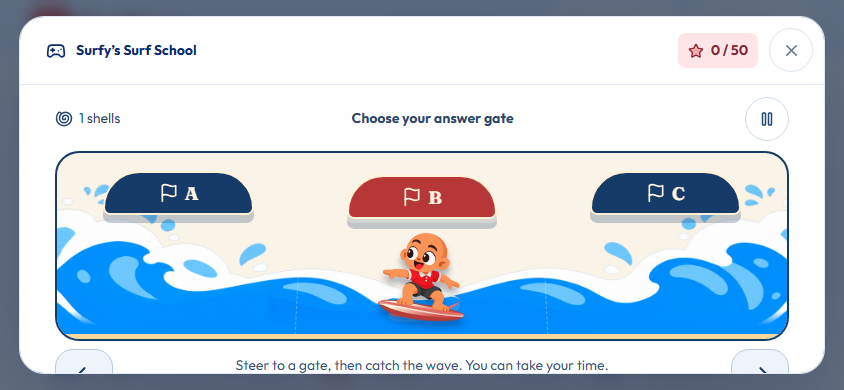 Surfy's Surf School
0 / 50
1 shells
Choose your answer gate
A
B
C
Steer to a gate, then catch the wave. You can take your time.